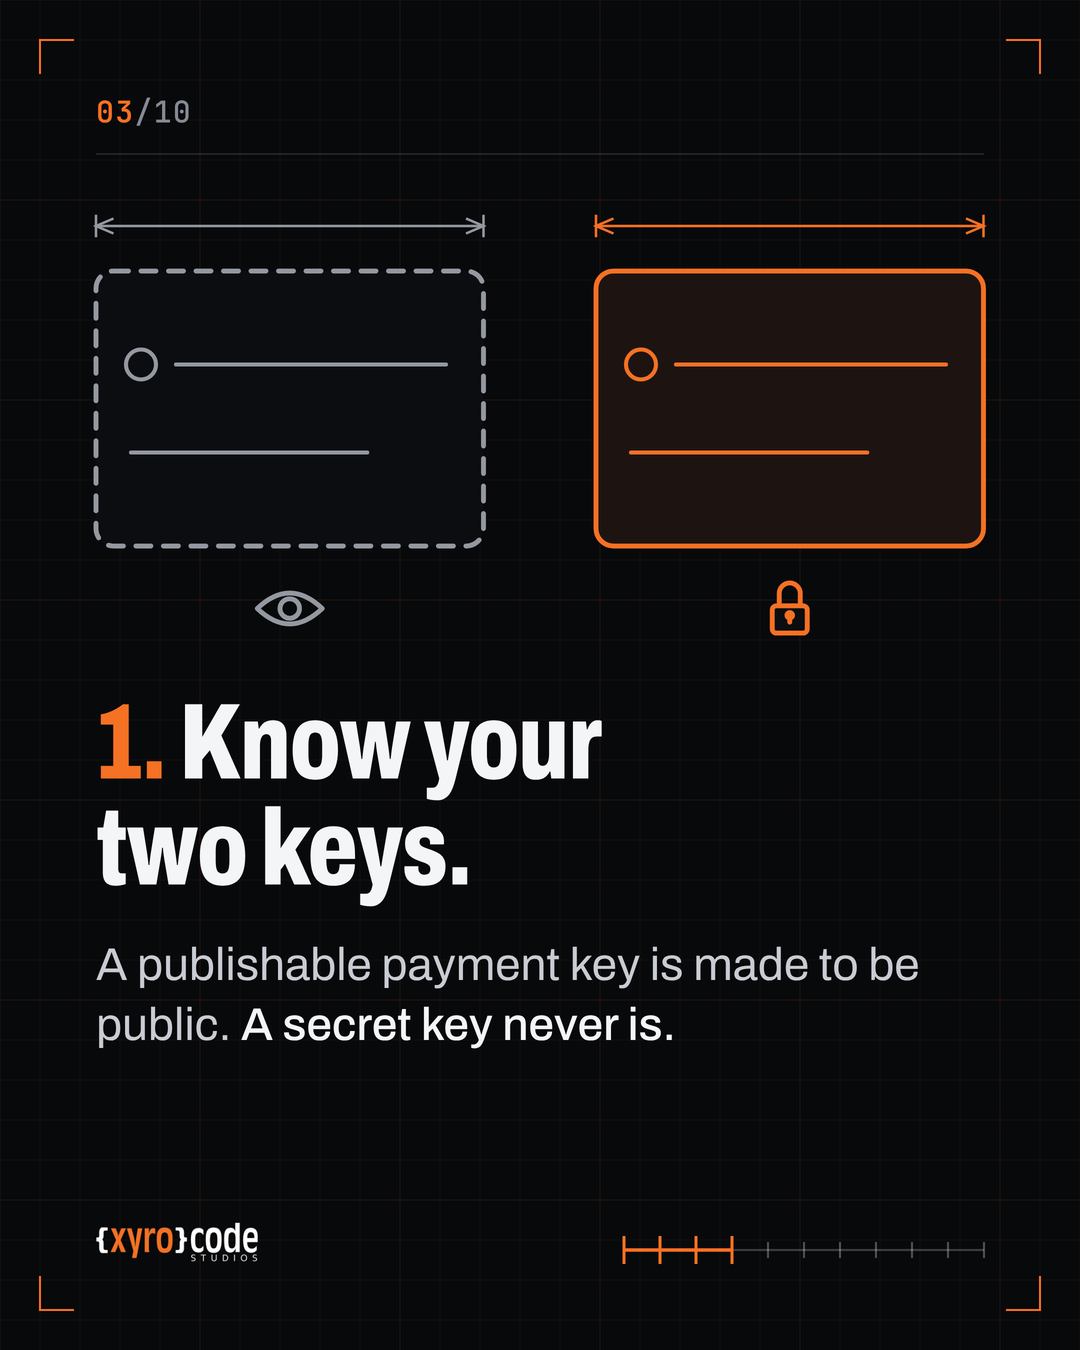 03/10
1. Know your
two keys.
A publishable payment key is made to be
public. A secret key never is.
{xyro}code
STUDIOS